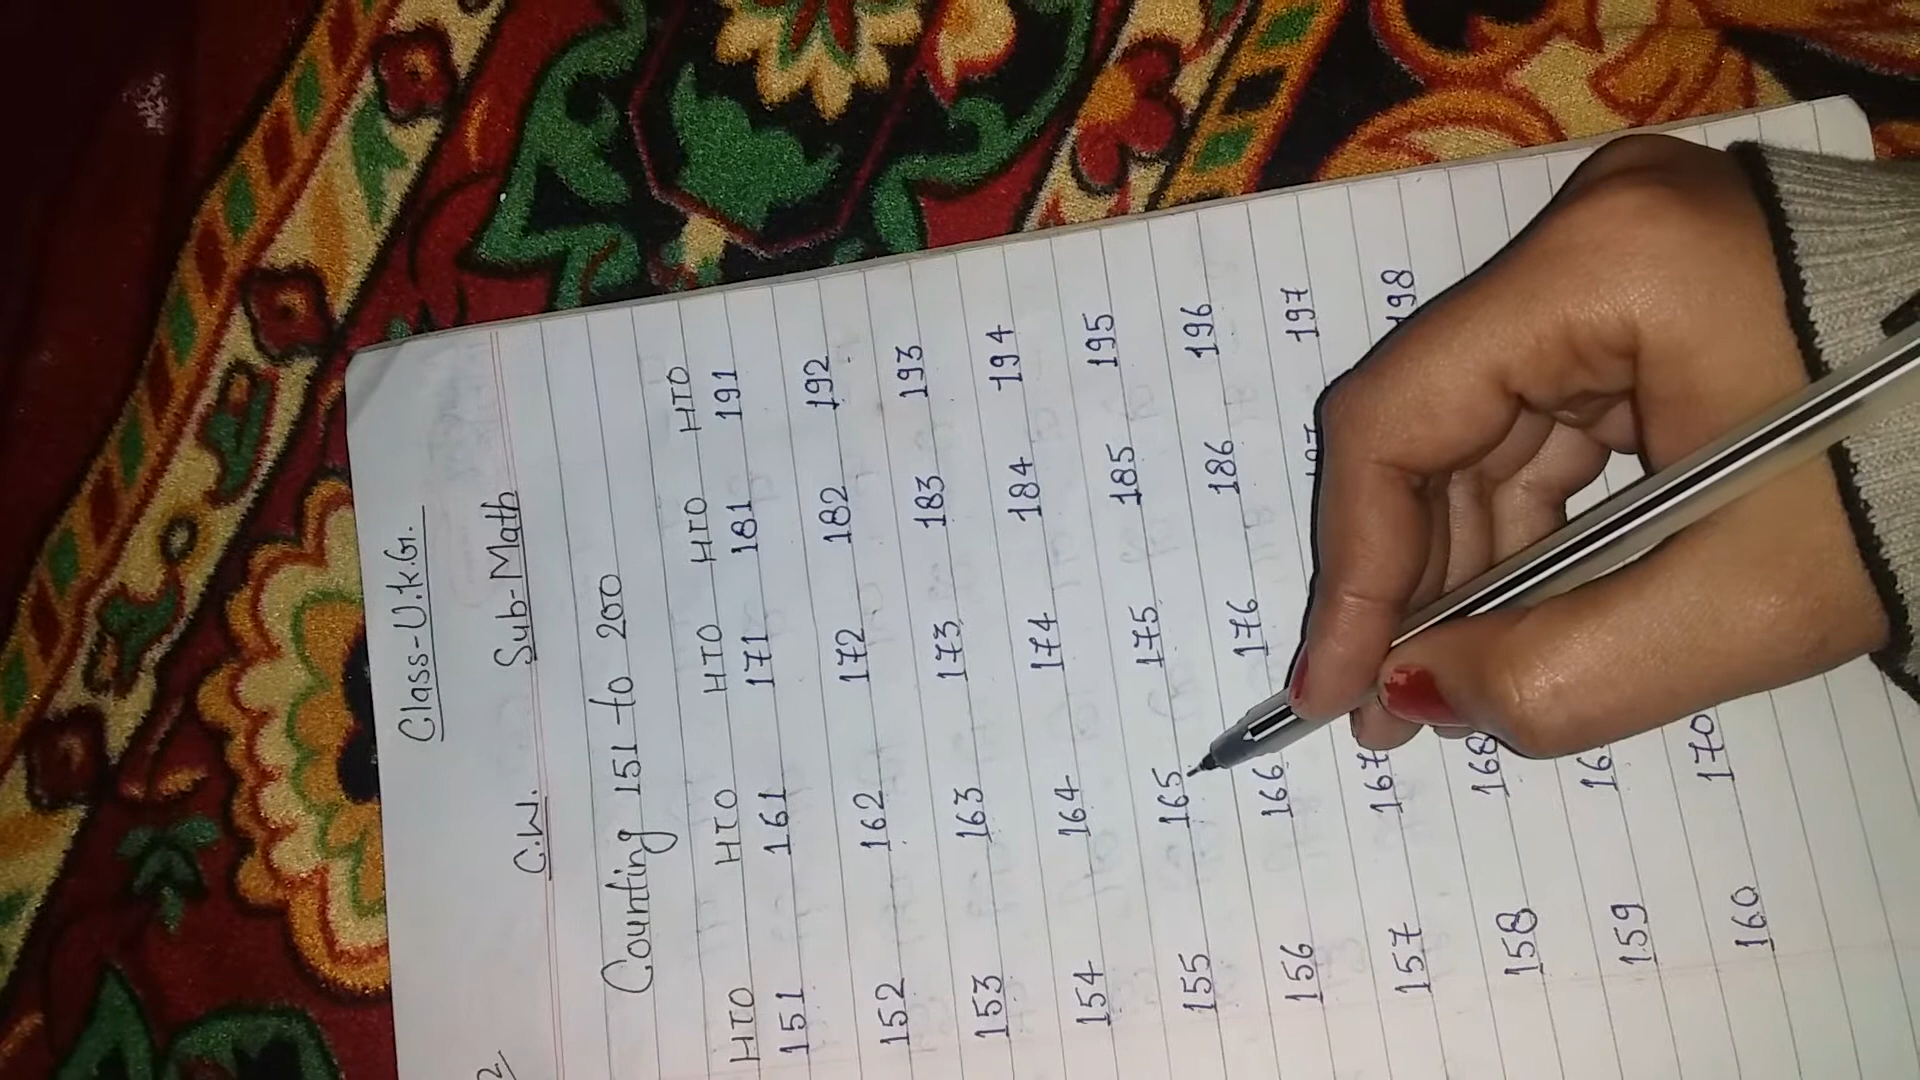 Class-U.K.G.
C.W. Sub-Math
Counting 151 to 200
HTO HTO HTO HTO HTO
151 161 171 181 191
152 162 172 182 192
153 163 173 183 193
154 164 174 184 194
155 165 175 185 195
156 166 176 186 196
157 167 197
158 168 198
159
160 170